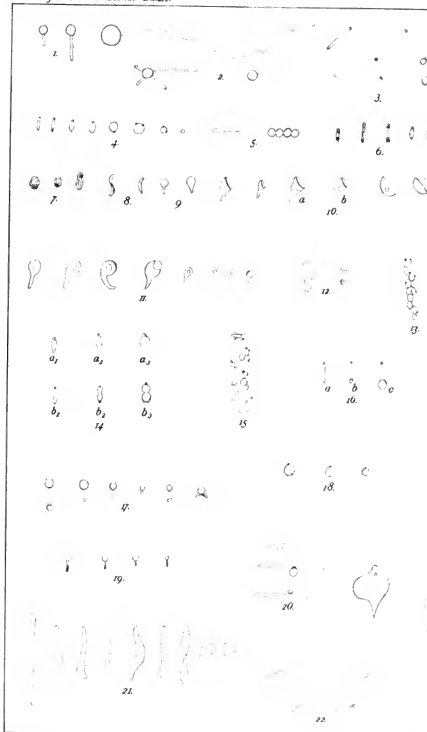 1.
2.
3.
4.
5.
6.
7.
8.
9
a
b
10.
11.
12.
13.
a₁
a₂
a₃
b₁
b₂
b₃
14
15
a
b
c
16.
17.
18.
19.
20.
21.
22.